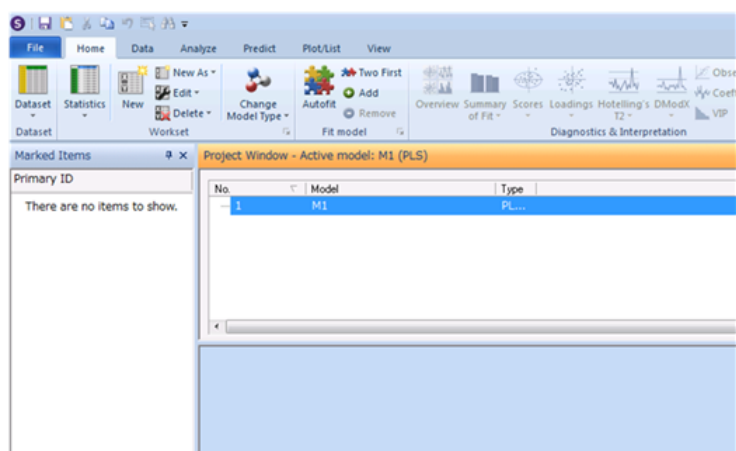 S
File Home Data Analyze Predict Plot/List View
New As Two First Obse
Edit Add Coeff
Dataset Statistics New Delete Change Model Type Autofit Remove Overview Summary of Fit Scores Loadings Hotelling's T2 DModX VIP
Dataset Workset Fit model Diagnostics & Interpretation
Marked Items Project Window - Active model: M1 (PLS)
Primary ID
No. Model Type
There are no items to show. 1 M1 PL...